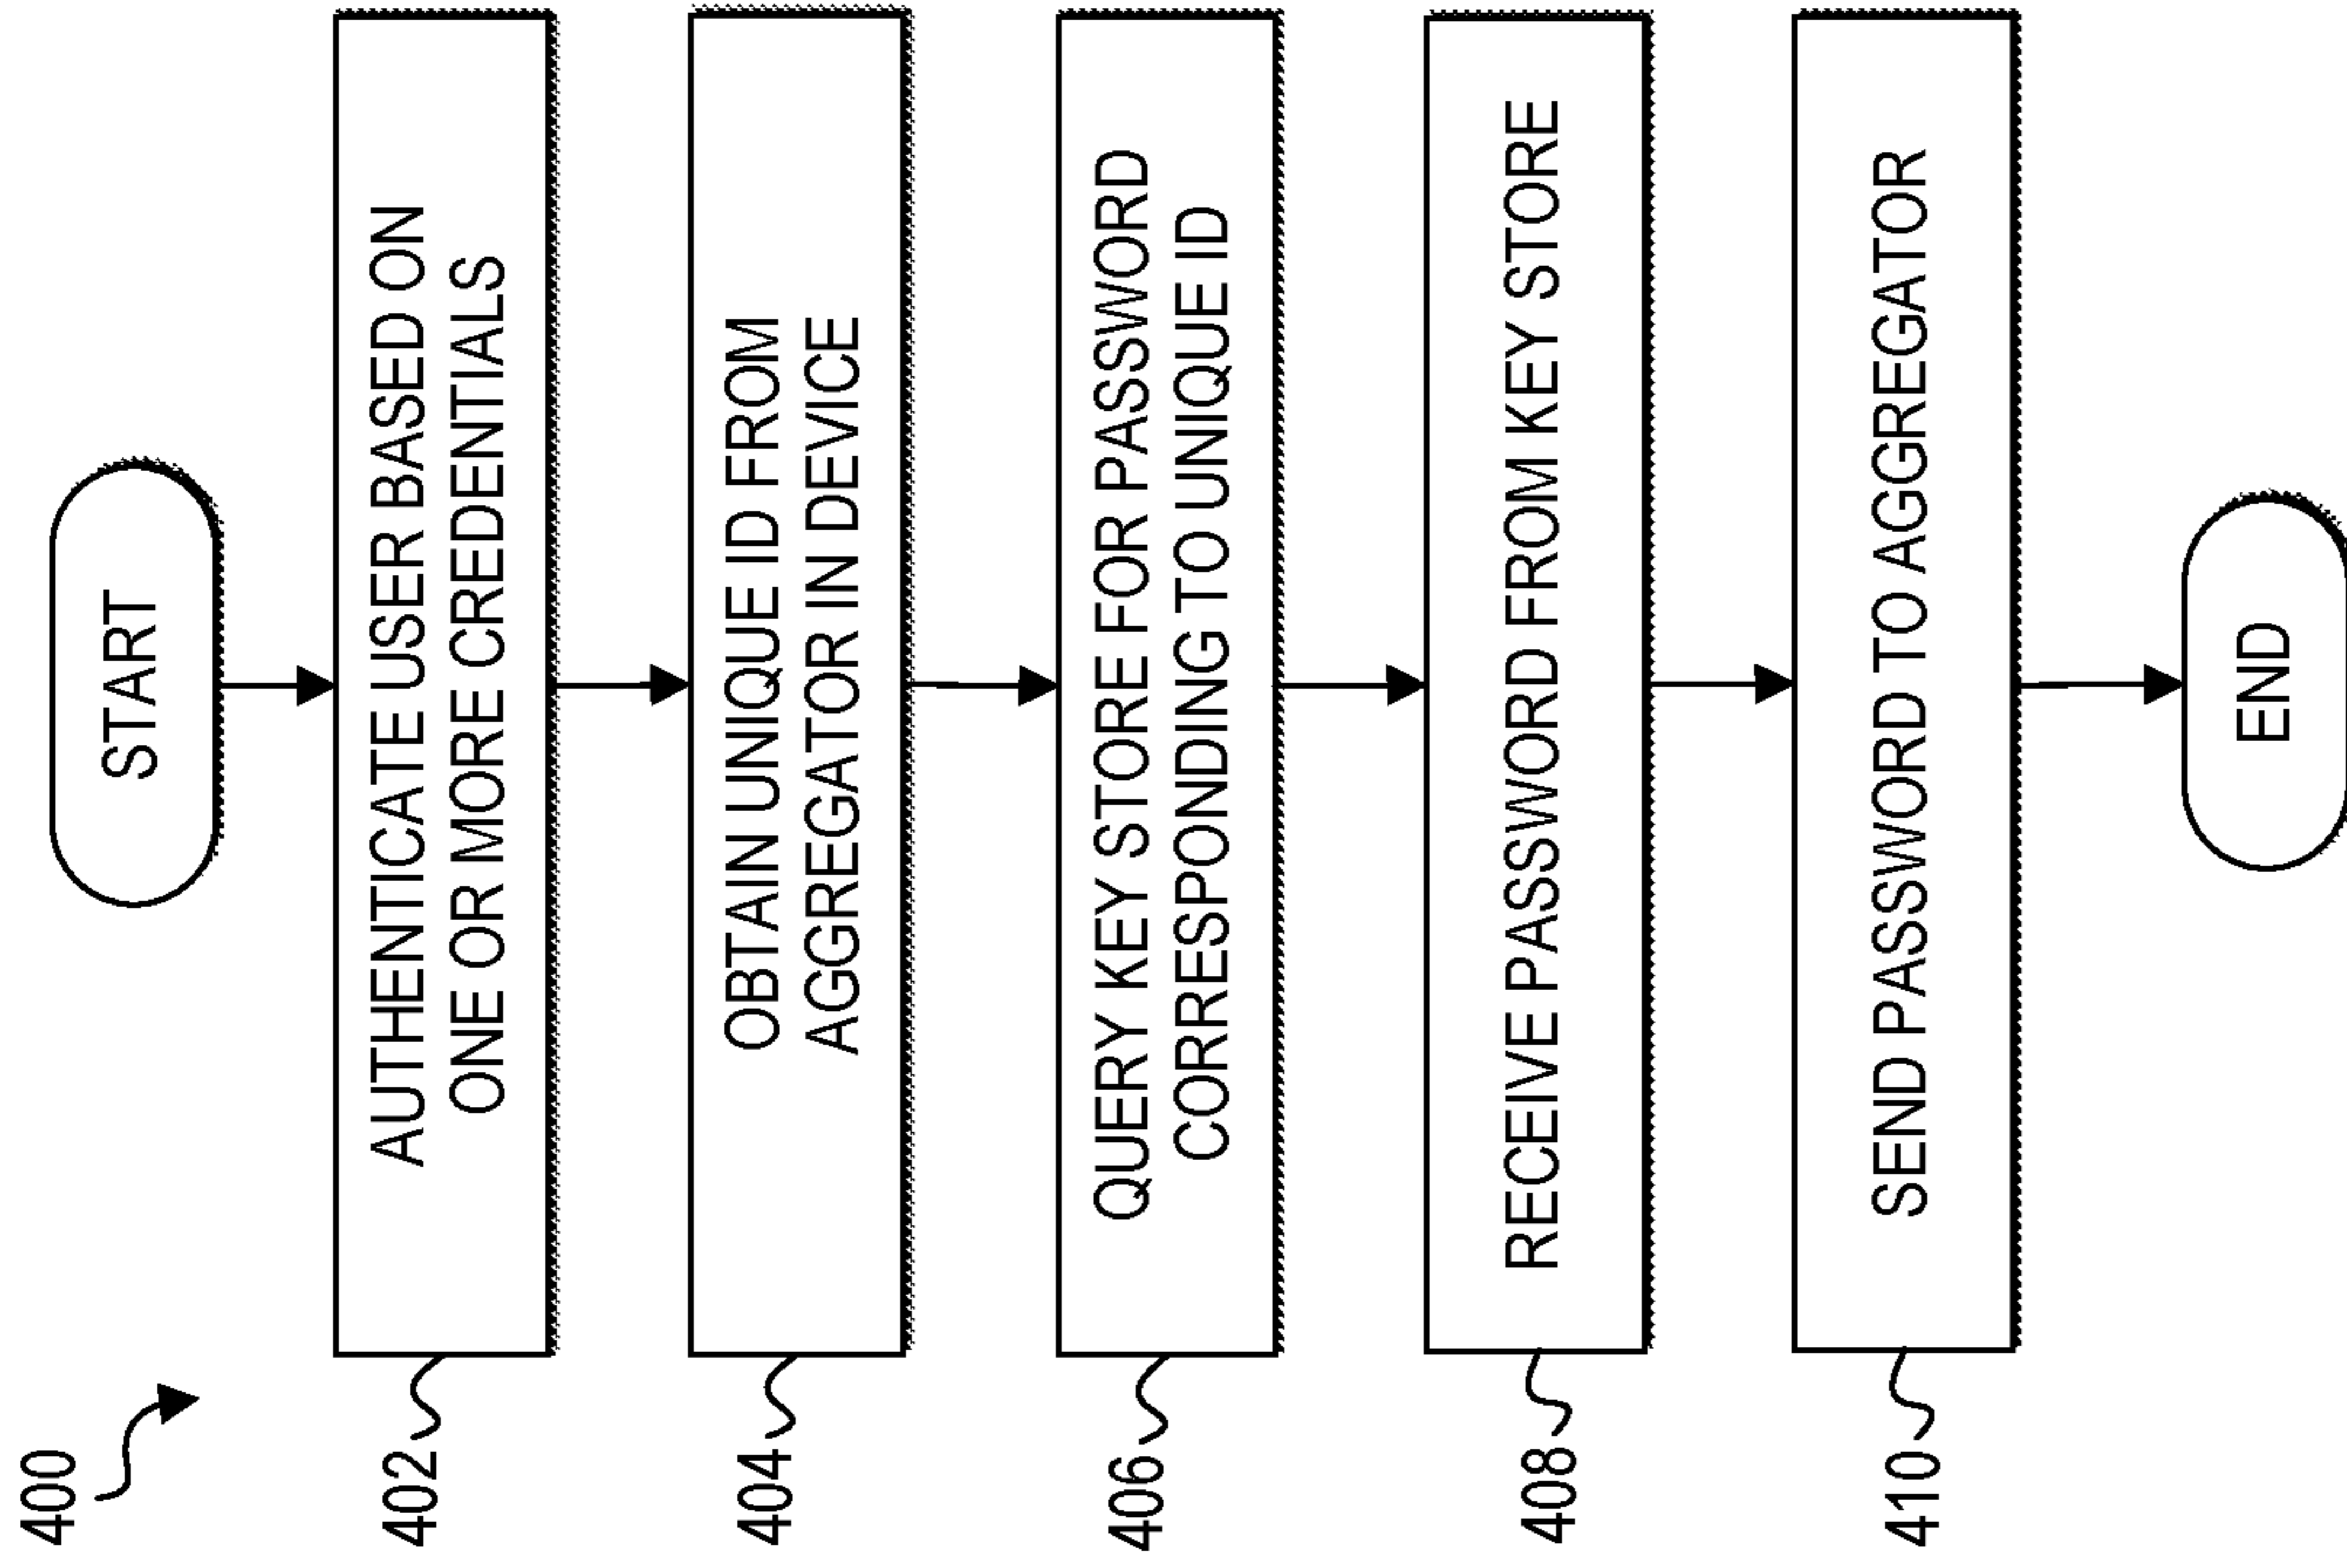 400
START
402
AUTHENTICATE USER BASED ON
ONE OR MORE CREDENTIALS
404
OBTAIN UNIQUE ID FROM
AGGREGATOR IN DEVICE
406
QUERY KEY STORE FOR PASSWORD
CORRESPONDING TO UNIQUE ID
408
RECEIVE PASSWORD FROM KEY STORE
410
SEND PASSWORD TO AGGREGATOR
END